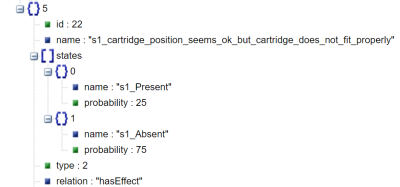 {} 5
id : 22
name : "s1_cartridge_position_seems_ok_but_cartridge_does_not_fit_properly"
[] states
{} 0
name : "s1_Present"
probability : 25
{} 1
name : "s1_Absent"
probability : 75
type : 2
relation : "hasEffect"